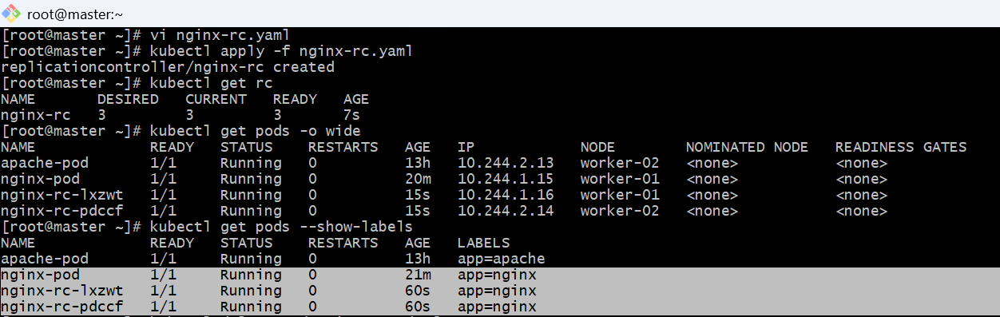 root@master:~
[root@master ~]# vi nginx-rc.yaml
[root@master ~]# kubectl apply -f nginx-rc.yaml
replicationcontroller/nginx-rc created
[root@master ~]# kubectl get rc
NAME       DESIRED   CURRENT   READY   AGE
nginx-rc   3         3         3       7s
[root@master ~]# kubectl get pods -o wide
NAME             READY   STATUS    RESTARTS   AGE   IP            NODE        NOMINATED NODE   READINESS GATES
apache-pod       1/1     Running   0          13h   10.244.2.13   worker-02   <none>           <none>
nginx-pod        1/1     Running   0          20m   10.244.1.15   worker-01   <none>           <none>
nginx-rc-lxzwt   1/1     Running   0          15s   10.244.1.16   worker-01   <none>           <none>
nginx-rc-pdccf   1/1     Running   0          15s   10.244.2.14   worker-02   <none>           <none>
[root@master ~]# kubectl get pods --show-labels
NAME             READY   STATUS    RESTARTS   AGE   LABELS
apache-pod       1/1     Running   0          13h   app=apache
nginx-pod        1/1     Running   0          21m   app=nginx
nginx-rc-lxzwt   1/1     Running   0          60s   app=nginx
nginx-rc-pdccf   1/1     Running   0          60s   app=nginx